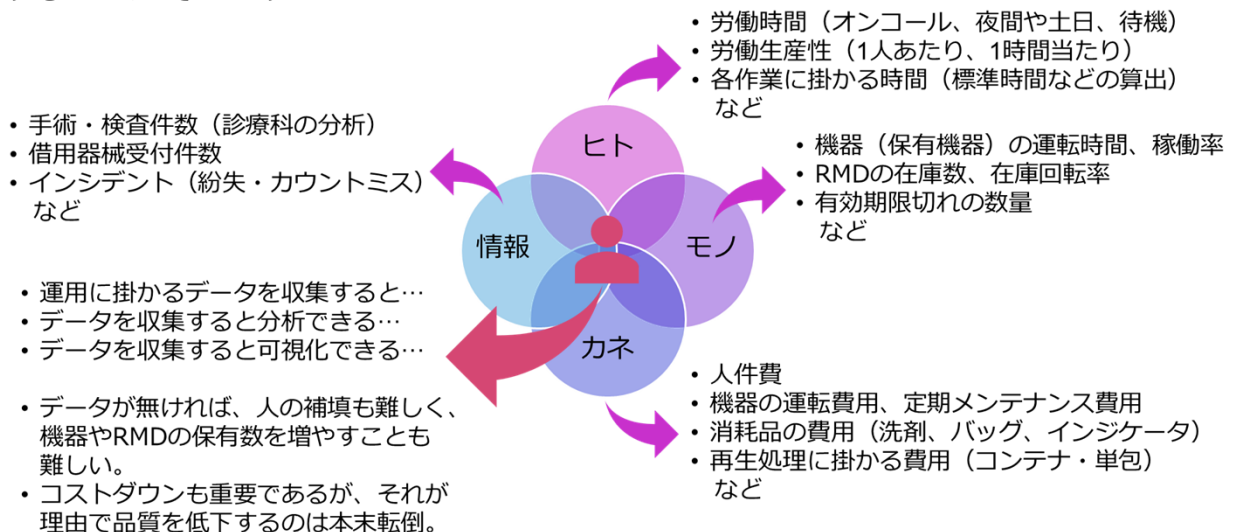 • 労働時間（オンコール、夜間や土日、待機）
• 労働生産性（1人あたり、1時間当たり）
• 各作業に掛かる時間（標準時間などの算出）
など
• 手術・検査件数（診療科の分析）
• 借用器械受付件数
• インシデント（紛失・カウントミス）
など
ヒト
• 機器（保有機器）の運転時間、稼働率
• RMDの在庫数、在庫回転率
• 有効期限切れの数量
など
情報
モノ
カネ
• 運用に掛かるデータを収集すると…
• データを収集すると分析できる…
• データを収集すると可視化できる…
• データが無ければ、人の補填も難しく、
機器やRMDの保有数を増やすことも
難しい。
• コストダウンも重要であるが、それが
理由で品質を低下するのは本末転倒。
• 人件費
• 機器の運転費用、定期メンテナンス費用
• 消耗品の費用（洗剤、バッグ、インジケータ）
• 再生処理に掛かる費用（コンテナ・単包）
など